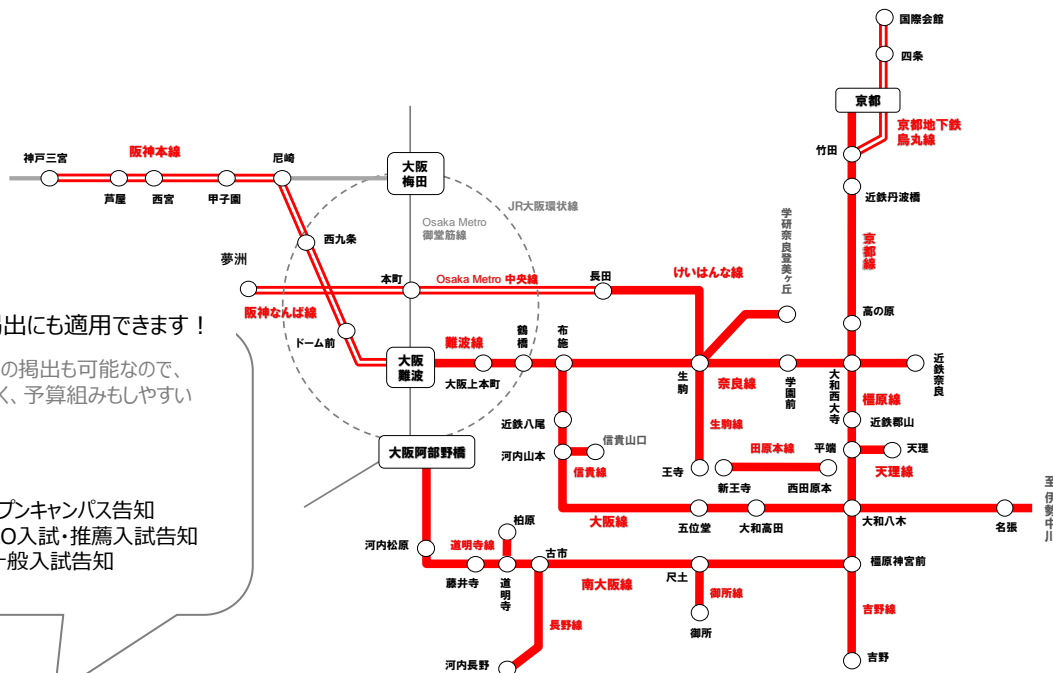 国際会館
四条
京都
京都地下鉄
烏丸線
竹田
近鉄丹波橋
京都線
神戸三宮
阪神本線
尼崎
大阪
梅田
芦屋
西宮
甲子園
JR大阪環状線
Osaka Metro
御堂筋線
学研奈良登美ヶ丘
西九条
夢洲
本町
Osaka Metro 中央線
長田
けいはんな線
高の原
阪神なんば線
掲出にも適用できます！
ドーム前
大阪
難波
難波線
鶴橋
布施
大阪上本町
生駒
奈良線
学園前
大和西大寺
近鉄奈良
の掲出も可能なので、
く、予算組みもしやすい
橿原線
近鉄八尾
近鉄郡山
生駒線
大阪阿部野橋
河内山本
信貴山口
信貴線
田原本線
平端
天理
天理線
王寺
新王寺
西田原本
プンキャンパス告知
O入試・推薦入試告知
一般入試告知
大阪線
五位堂
大和高田
大和八木
名張
至伊勢中川
柏原
河内松原
道明寺線
古市
藤井寺
道明寺
南大阪線
尺土
橿原神宮前
御所線
御所
長野線
吉野線
河内長野
吉野